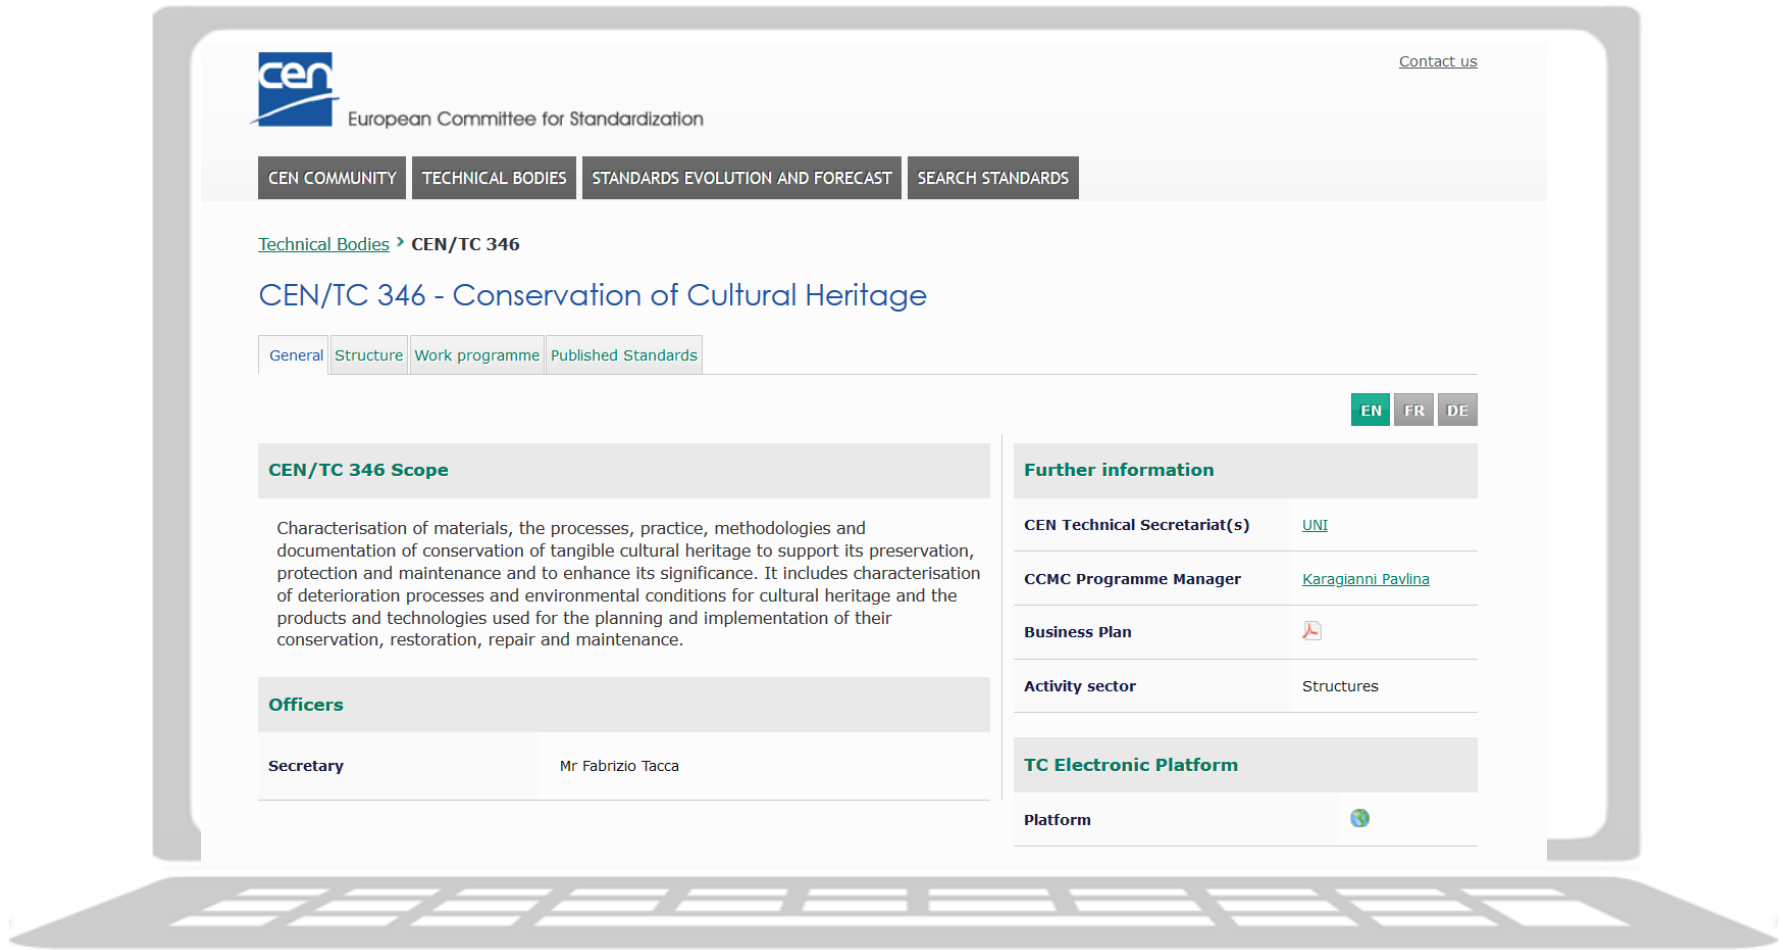 cen
Contact us
European Committee for Standardization
CEN COMMUNITY TECHNICAL BODIES STANDARDS EVOLUTION AND FORECAST SEARCH STANDARDS
Technical Bodies › CEN/TC 346
CEN/TC 346 - Conservation of Cultural Heritage
General Structure Work programme Published Standards
EN FR DE
CEN/TC 346 Scope
Characterisation of materials, the processes, practice, methodologies and
documentation of conservation of tangible cultural heritage to support its preservation,
protection and maintenance and to enhance its significance. It includes characterisation
of deterioration processes and environmental conditions for cultural heritage and the
products and technologies used for the planning and implementation of their
conservation, restoration, repair and maintenance.
Officers
Secretary Mr Fabrizio Tacca
Further information
CEN Technical Secretariat(s) UNI
CCMC Programme Manager Karagianni Pavlina
Business Plan
Activity sector Structures
TC Electronic Platform
Platform